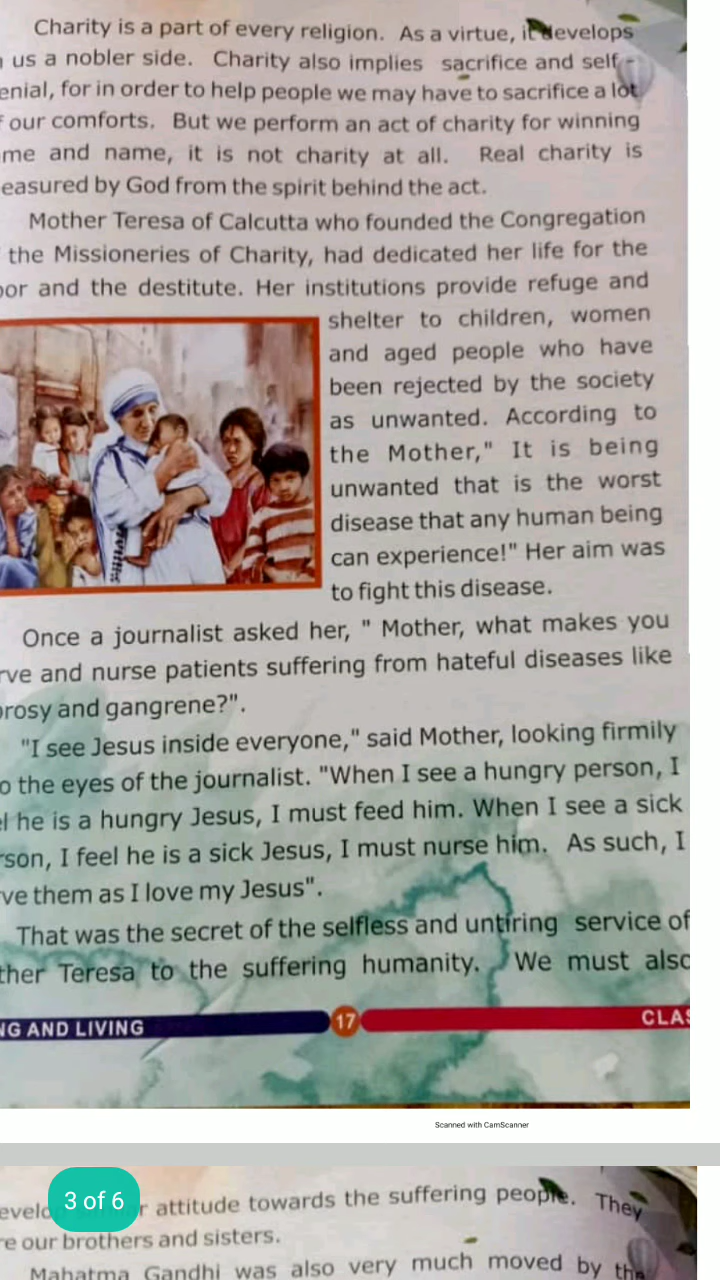 Charity is a part of every religion. As a virtue, it develops
us a nobler side. Charity also implies sacrifice and self -
enial, for in order to help people we may have to sacrifice a lot
our comforts. But we perform an act of charity for winning
me and name, it is not charity at all. Real charity is
easured by God from the spirit behind the act.
Mother Teresa of Calcutta who founded the Congregation
the Missioneries of Charity, had dedicated her life for the
oor and the destitute. Her institutions provide refuge and
shelter to children, women
and aged people who have
been rejected by the society
as unwanted. According to
the Mother," It is being
unwanted that is the worst
disease that any human being
can experience!" Her aim was
to fight this disease.
Once a journalist asked her, " Mother, what makes you
rve and nurse patients suffering from hateful diseases like
prosy and gangrene?".
"I see Jesus inside everyone," said Mother, looking firmly
o the eyes of the journalist. "When I see a hungry person, I
el he is a hungry Jesus, I must feed him. When I see a sick
rson, I feel he is a sick Jesus, I must nurse him. As such, I
ve them as I love my Jesus".
That was the secret of the selfless and untiring service of
ther Teresa to the suffering humanity. We must also
NG AND LIVING 17 CLAS
Scanned with CamScanner
3 of 6
evelo r attitude towards the suffering people. They
re our brothers and sisters.
Mahatma Gandhi was also very much moved by the